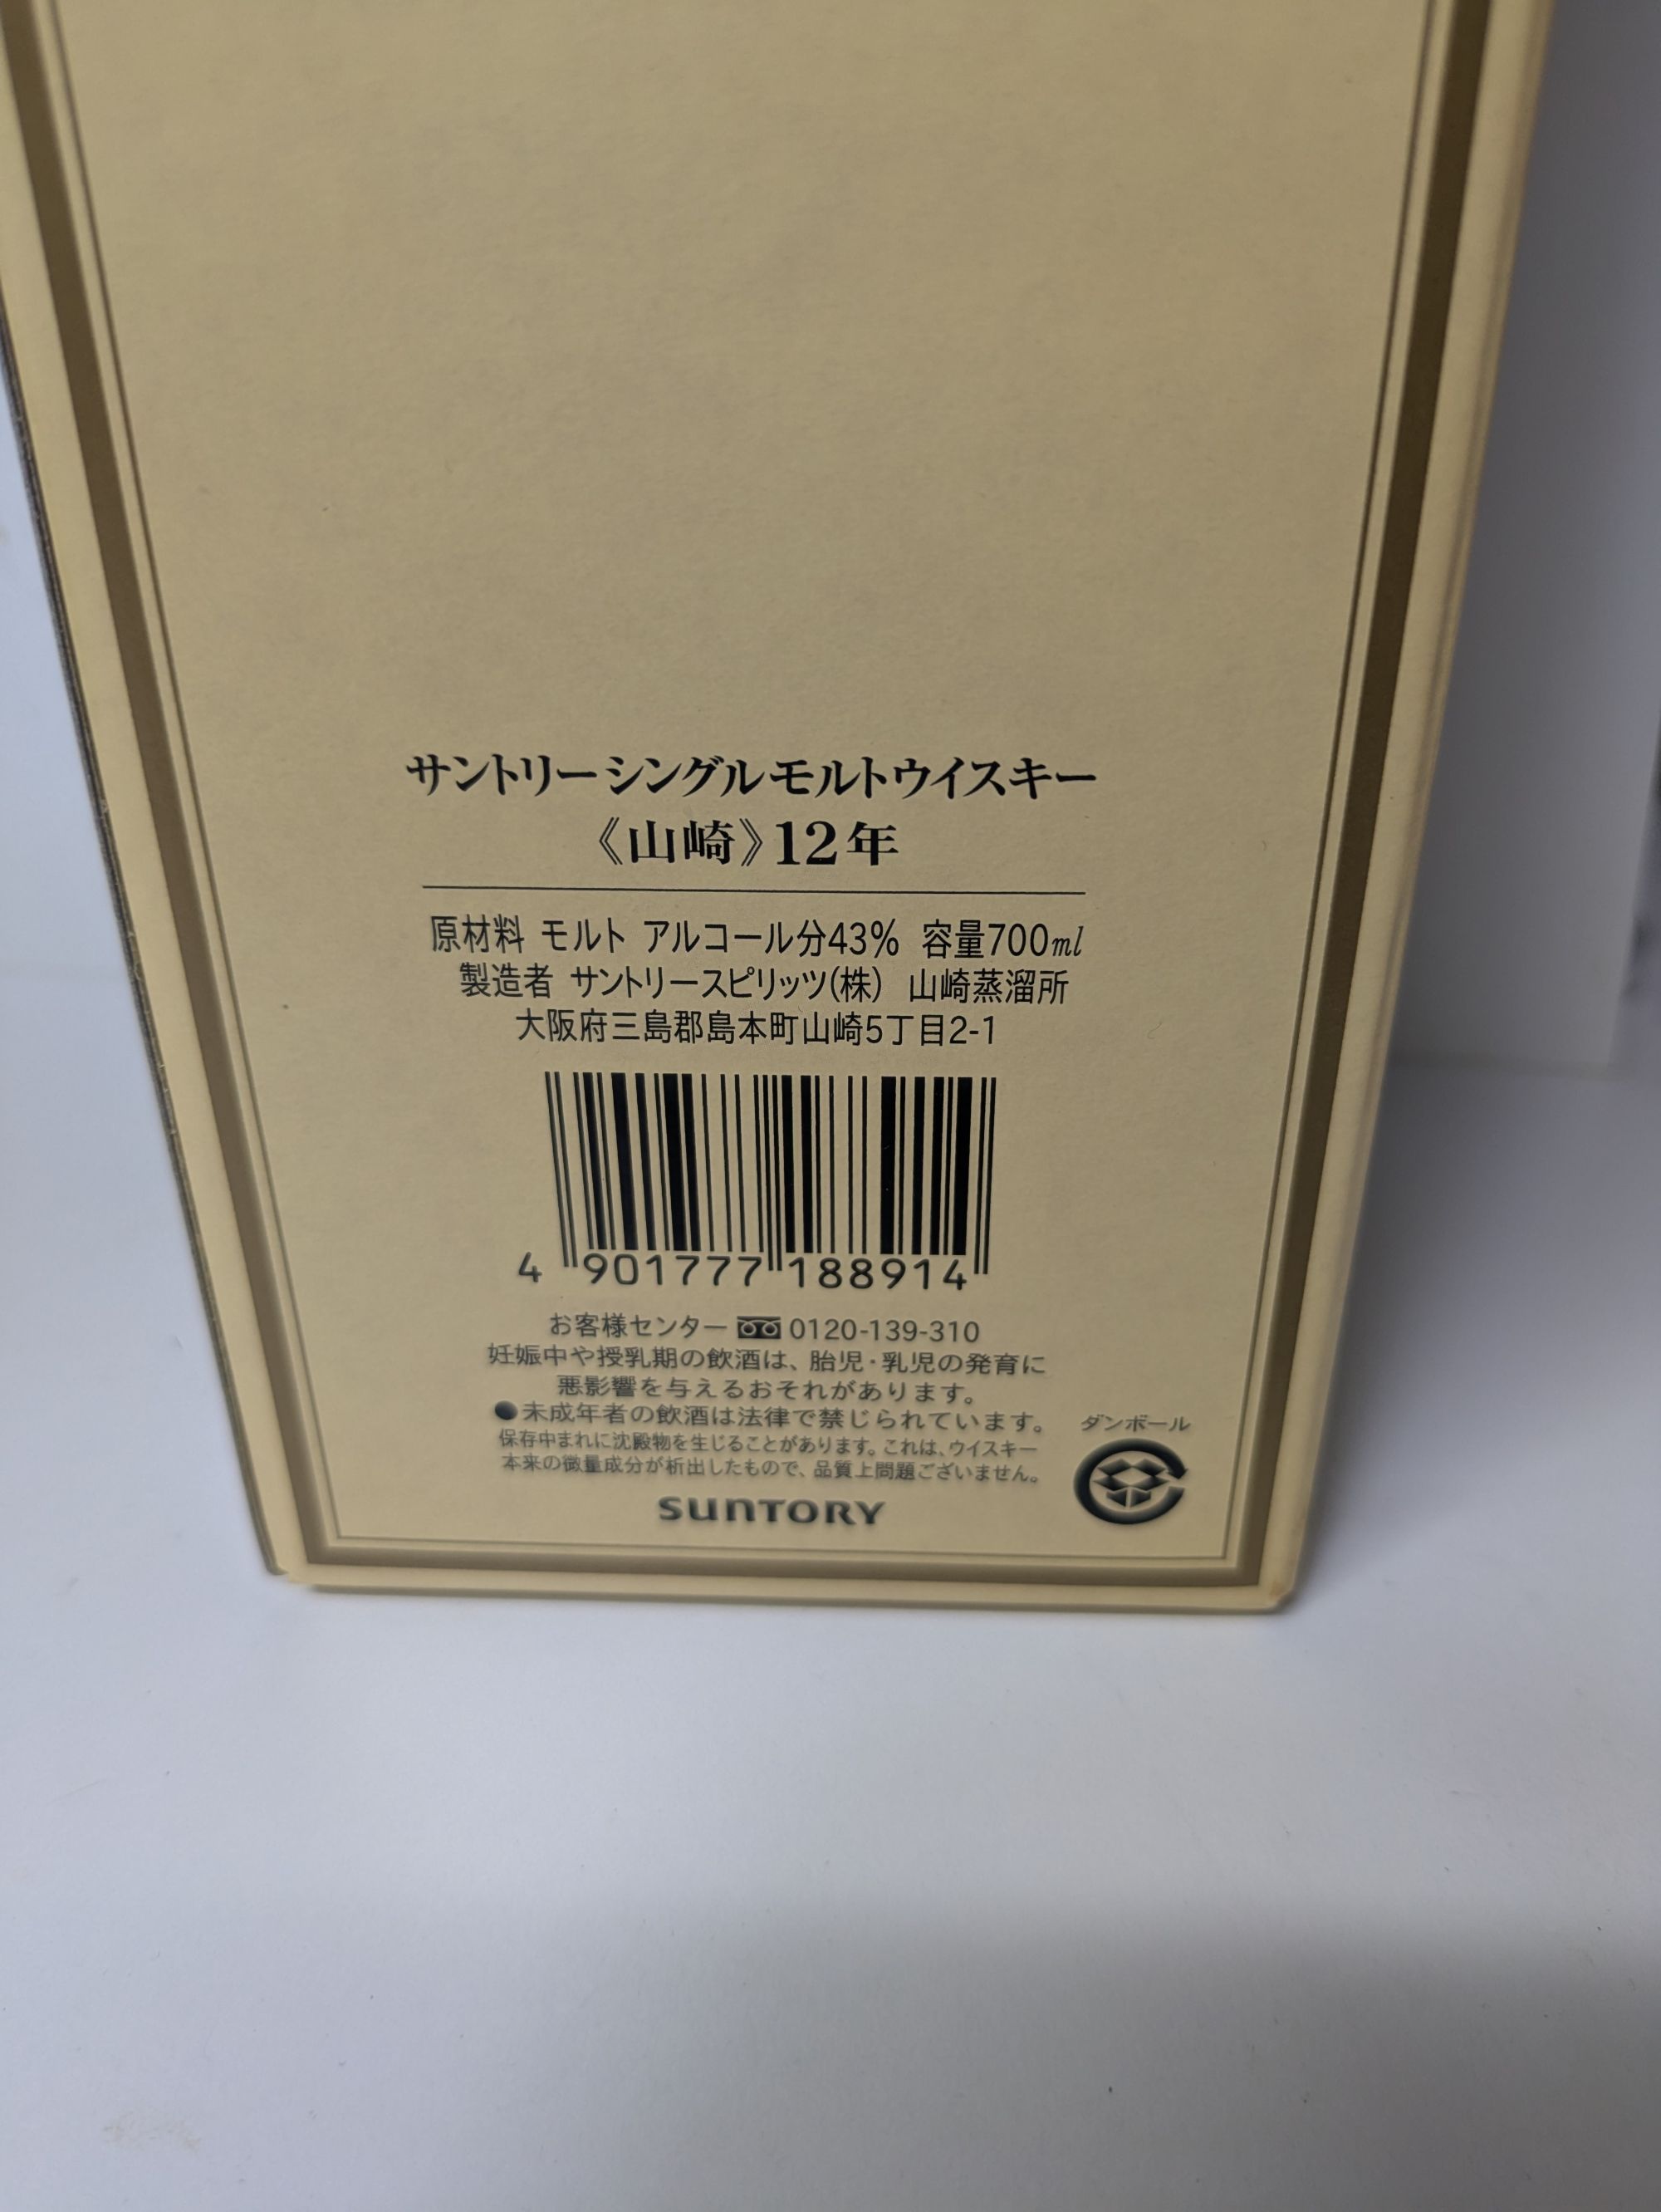 サントリーシングルモルトウイスキー
《山崎》12年
原材料 モルト アルコール分43% 容量700ml
製造者 サントリースピリッツ(株) 山崎蒸溜所
大阪府三島郡島本町山崎5丁目2-1
4 901777 188914
お客様センター 0120-139-310
妊娠中や授乳期の飲酒は、胎児・乳児の発育に
悪影響を与えるおそれがあります。
●未成年者の飲酒は法律で禁じられています。
ダンボール
保存中まれに沈殿物を生じることがあります。これは、ウイスキー
本来の微量成分が析出したもので、品質上問題ございません。
SUNTORY